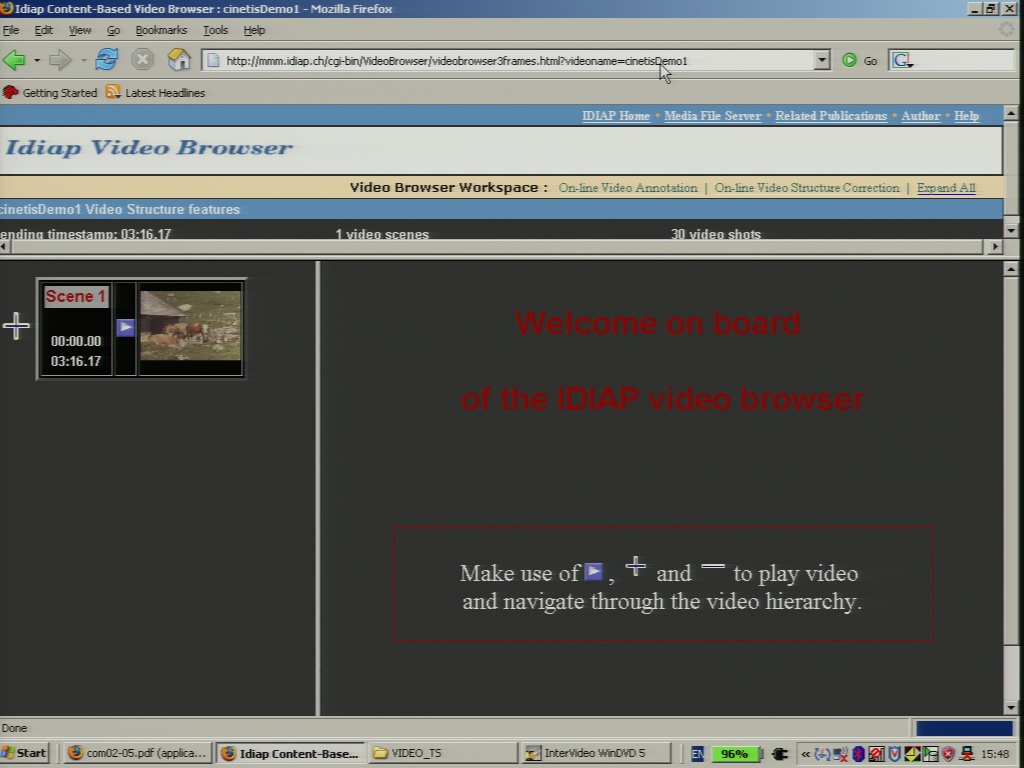 Idiap Content-Based Video Browser : cinetisDemo1 - Mozilla Firefox
File Edit View Go Bookmarks Tools Help
http://mmm.idiap.ch/cgi-bin/VideoBrowser/videobrowser3frames.html?videoname=cinetisDemo1 Go G
Getting Started Latest Headlines
IDIAP Home • Media File Server • Related Publications • Author • Help
Idiap Video Browser
Video Browser Workspace : On-line Video Annotation | On-line Video Structure Correction | Expand All
cinetisDemo1 Video Structure features
ending timestamp: 03:16.17 1 video scenes 30 video shots
Scene 1
00:00.00
03:16.17
Welcome on board
of the IDIAP video browser
Make use of , + and — to play video
and navigate through the video hierarchy.
Done
Start com02-05.pdf (applica... Idiap Content-Base... VIDEO_TS InterVideo WinDVD 5 EN 96% « 15:48